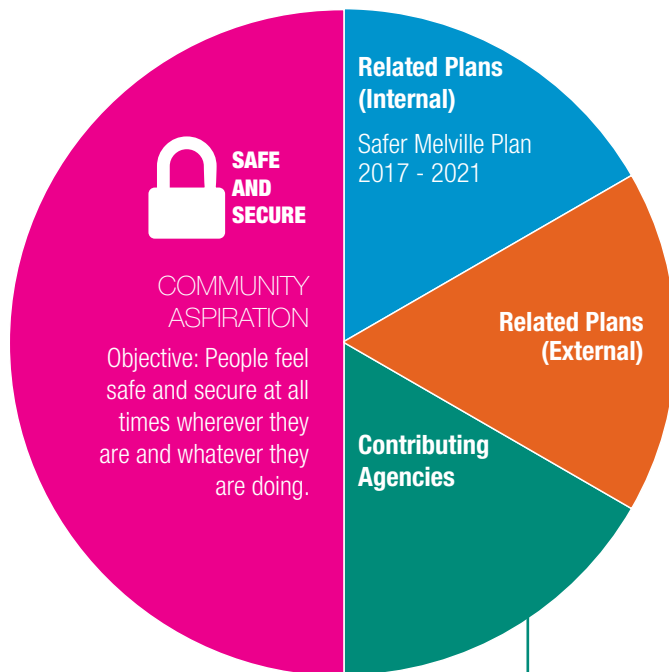 SAFE
AND
SECURE
COMMUNITY
ASPIRATION
Objective: People feel
safe and secure at all
times wherever they
are and whatever they
are doing.
Related Plans
(Internal)
Safer Melville Plan
2017 - 2021
Related Plans
(External)
Contributing
Agencies